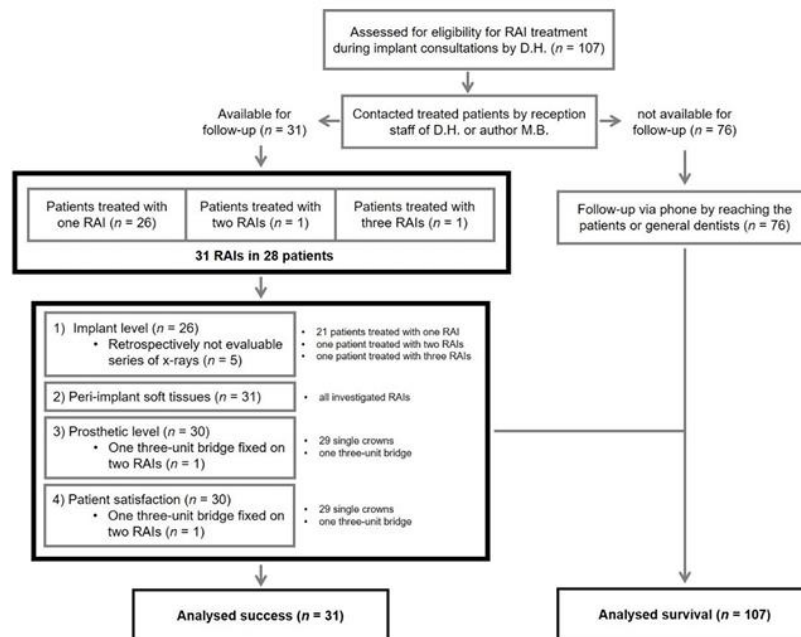 Assessed for eligibility for RAI treatment
during implant consultations by D.H. (n = 107)
Available for
follow-up (n = 31)
Contacted treated patients by reception
staff of D.H. or author M.B.
not available for
follow-up (n = 76)
Patients treated with
one RAI (n = 26)
Patients treated with
two RAIs (n = 1)
Patients treated with
three RAIs (n = 1)
31 RAIs in 28 patients
Follow-up via phone by reaching the
patients or general dentists (n = 76)
1) Implant level (n = 26)
• Retrospectively not evaluable
series of x-rays (n = 5)
• 21 patients treated with one RAI
• one patient treated with two RAIs
• one patient treated with three RAIs
2) Peri-implant soft tissues (n = 31)
• all investigated RAIs
3) Prosthetic level (n = 30)
• One three-unit bridge fixed on
two RAIs (n = 1)
• 29 single crowns
• one three-unit bridge
4) Patient satisfaction (n = 30)
• One three-unit bridge fixed on
two RAIs (n = 1)
• 29 single crowns
• one three-unit bridge
Analysed success (n = 31)
Analysed survival (n = 107)